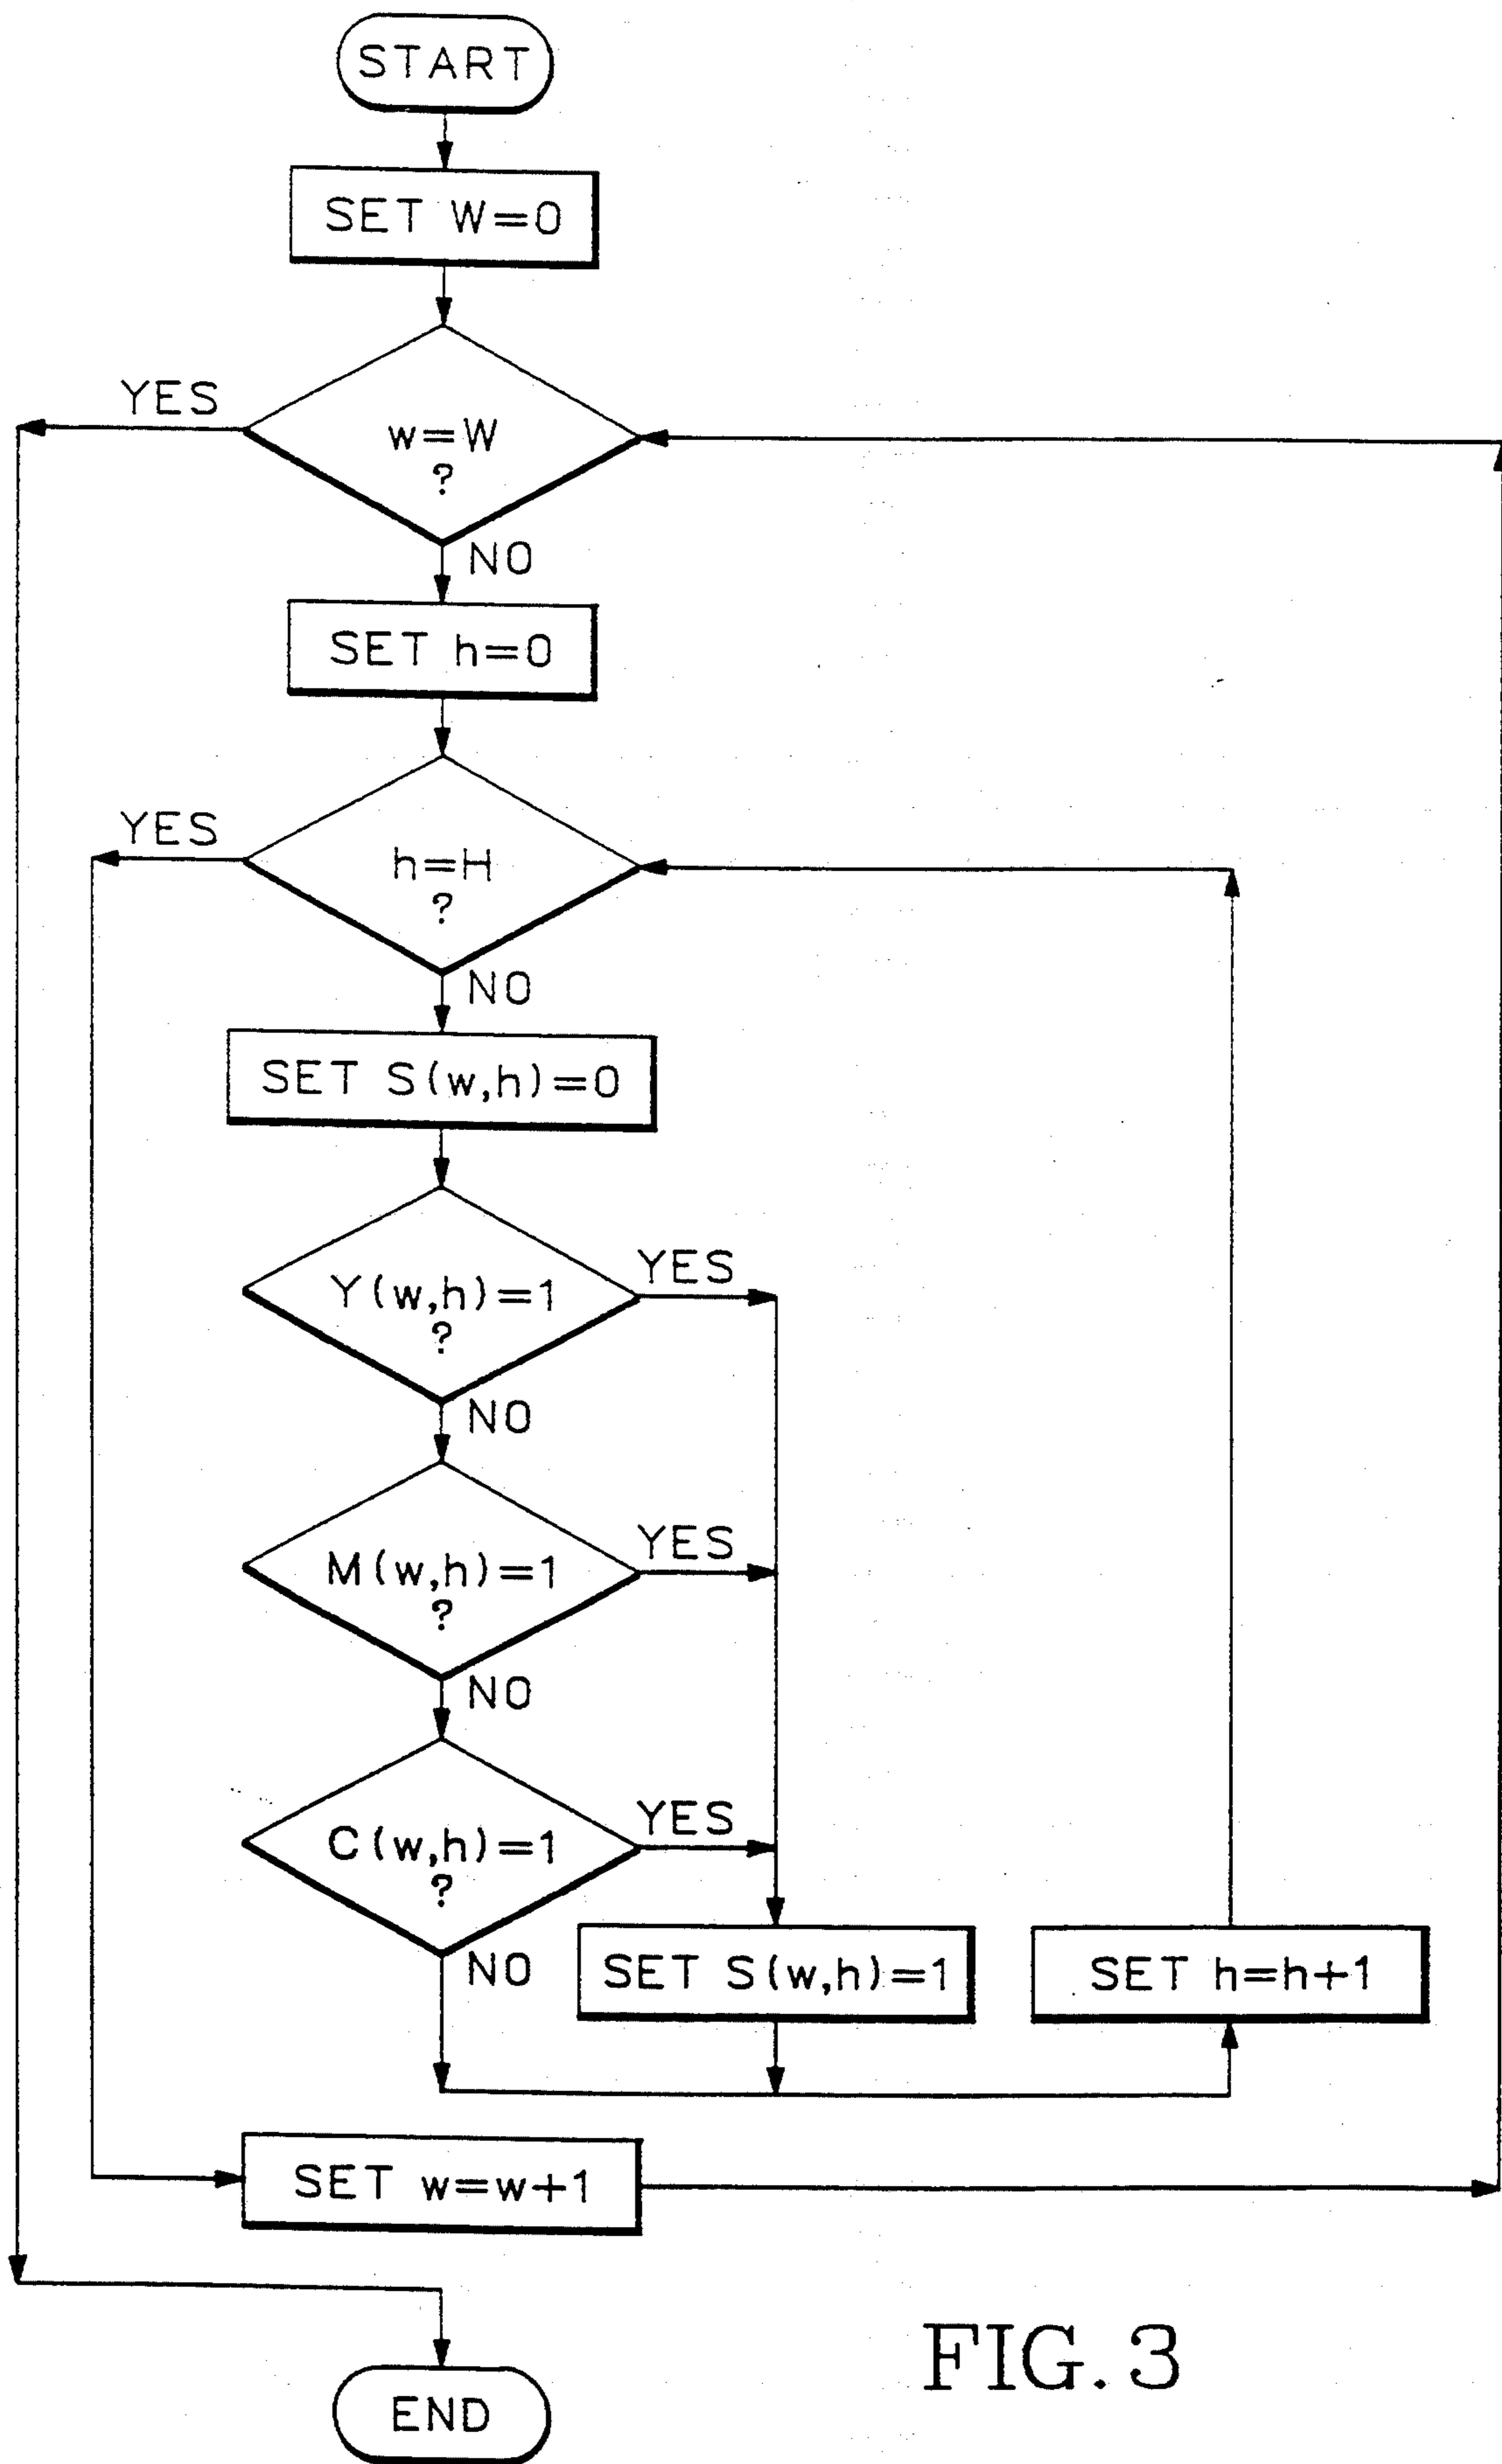 START
SET W=0
YES
w=W
?
NO
SET h=0
YES
h=H
?
NO
SET S(w,h)=0
Y(w,h)=1
?
YES
NO
M(w,h)=1
?
YES
NO
C(w,h)=1
?
YES
NO
SET S(w,h)=1
SET h=h+1
SET w=w+1
END
FIG. 3